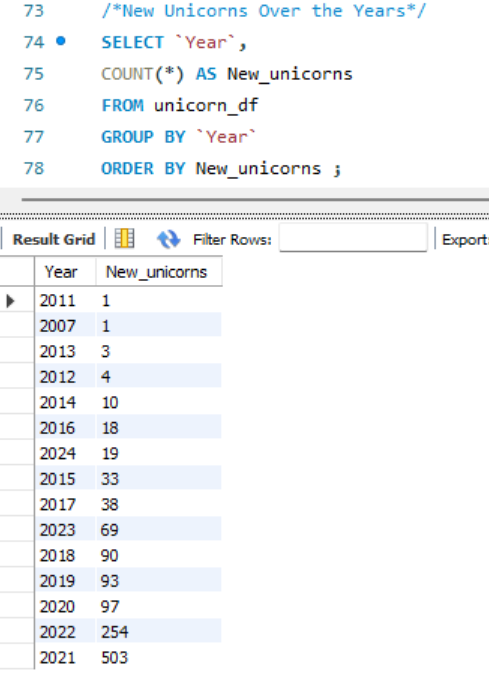 73 /*New Unicorns Over the Years*/
74 SELECT `Year`,
75 COUNT(*) AS New_unicorns
76 FROM unicorn_df
77 GROUP BY `Year`
78 ORDER BY New_unicorns ;
Result Grid Filter Rows: Export:
Year New_unicorns
2011 1
2007 1
2013 3
2012 4
2014 10
2016 18
2024 19
2015 33
2017 38
2023 69
2018 90
2019 93
2020 97
2022 254
2021 503